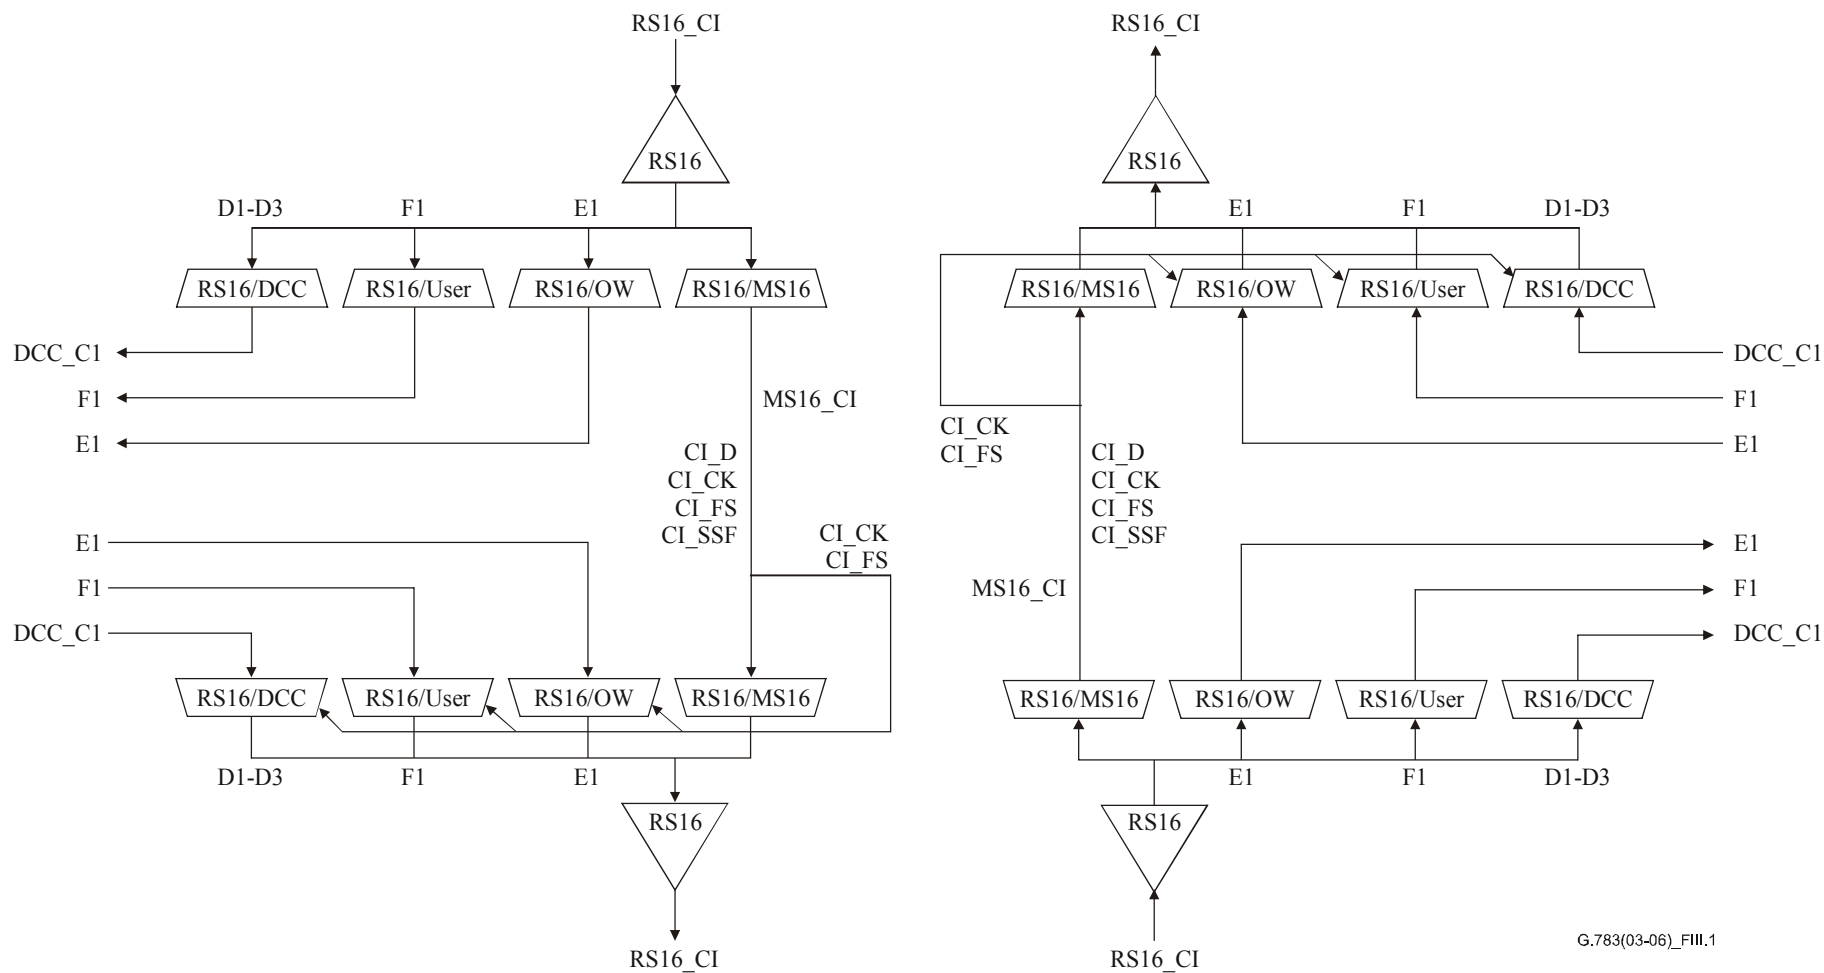 RS16_CI RS16_CI
RS16 RS16
D1-D3 F1 E1 E1 F1 D1-D3
RS16/DCC RS16/User RS16/OW RS16/MS16 RS16/MS16 RS16/OW RS16/User RS16/DCC
DCC_C1 DCC_C1
F1 MS16_CI F1
E1 CI_D CI_CK CI_D E1
CI_CK CI_FS CI_CK
CI_FS CI_FS
CI_SSF CI_SSF
E1 CI_CK E1
CI_FS
F1 MS16_CI F1
DCC_C1 DCC_C1
RS16/DCC RS16/User RS16/OW RS16/MS16 RS16/MS16 RS16/OW RS16/User RS16/DCC
D1-D3 F1 E1 E1 F1 D1-D3
RS16 RS16
RS16_CI RS16_CI
G.783(03-06)_FIII.1